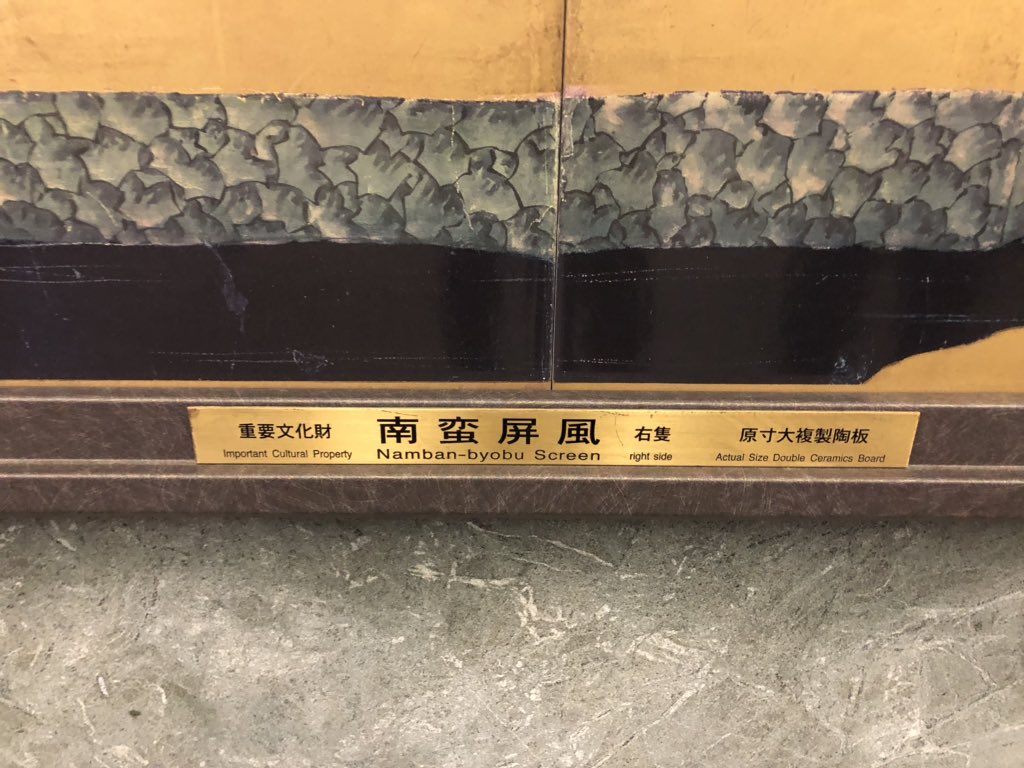 重要文化財 南蛮屏風 右隻 原寸大複製陶板
Important Cultural Property Namban-byobu Screen right side Actual Size Double Ceramics Board